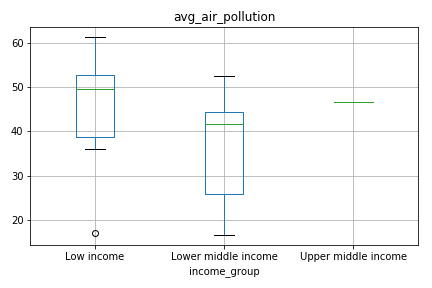 avg_air_pollution
60
50
40
30
20
Low income
Lower middle income
Upper middle income
income_group